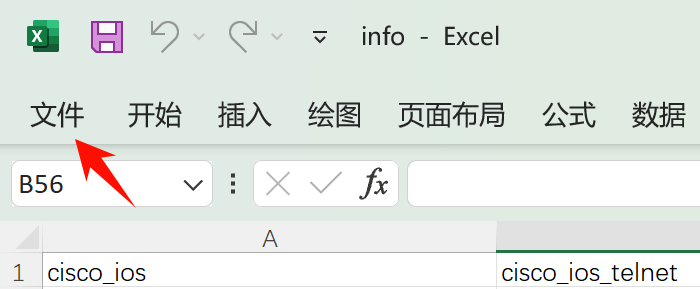 info - Excel
文件 开始 插入 绘图 页面布局 公式 数据
B56 fx
A
1 cisco_ios cisco_ios_telnet